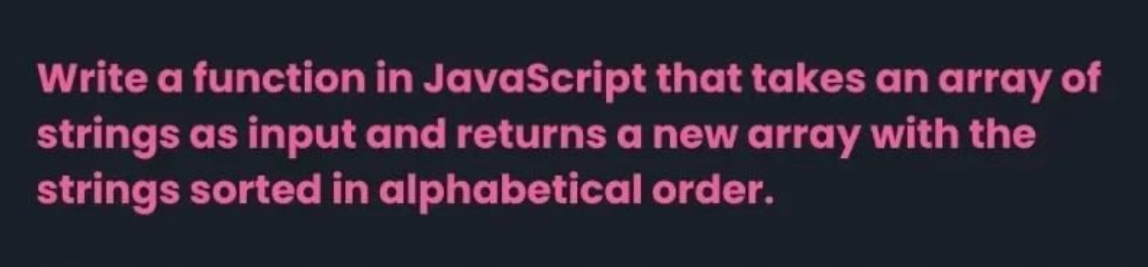 Write a function in JavaScript that takes an array of
strings as input and returns a new array with the
strings sorted in alphabetical order.